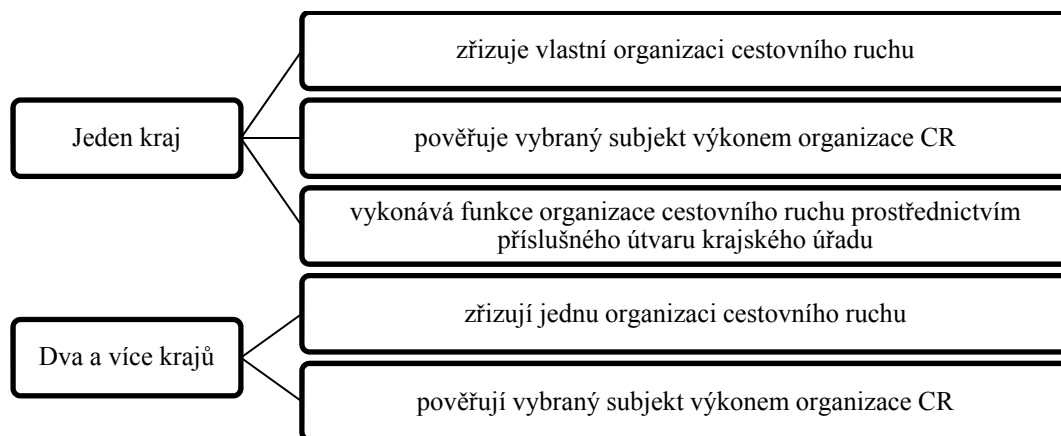 Jeden kraj
zřizuje vlastní organizaci cestovního ruchu
pověřuje vybraný subjekt výkonem organizace CR
vykonává funkce organizace cestovního ruchu prostřednictvím
příslušného útvaru krajského úřadu
Dva a více krajů
zřizují jednu organizaci cestovního ruchu
pověřují vybraný subjekt výkonem organizace CR